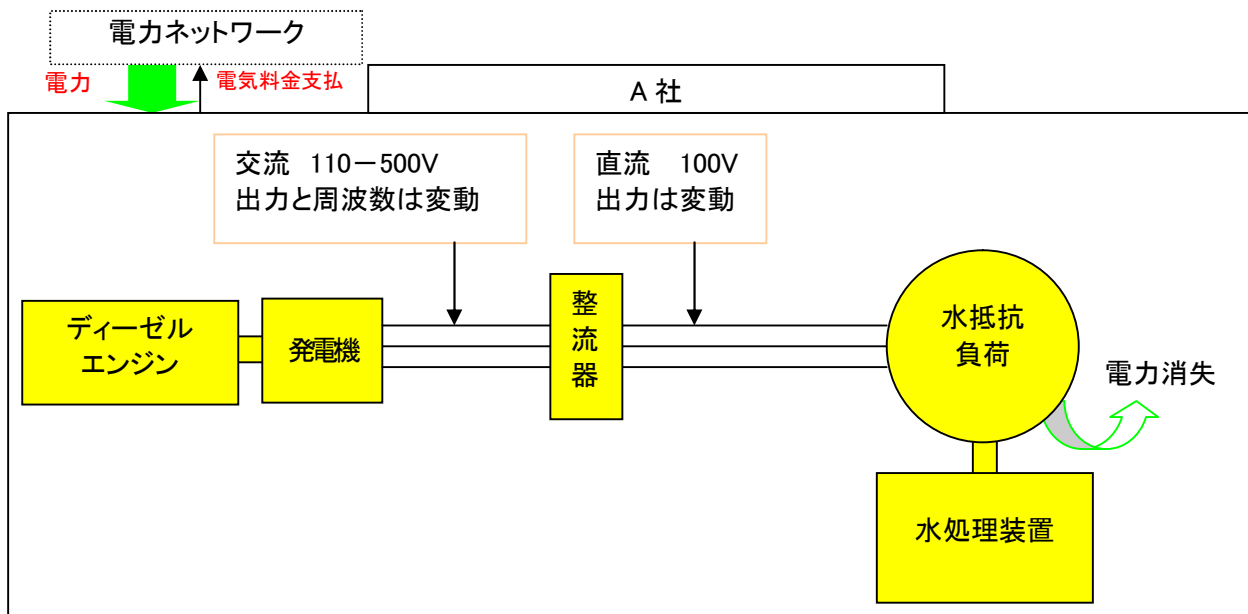 電力ネットワーク
電力
電気料金支払
A 社
交流 110－500V
出力と周波数は変動
直流 100V
出力は変動
ディーゼル
エンジン
発電機
整
流
器
水抵抗
負荷
電力消失
水処理装置